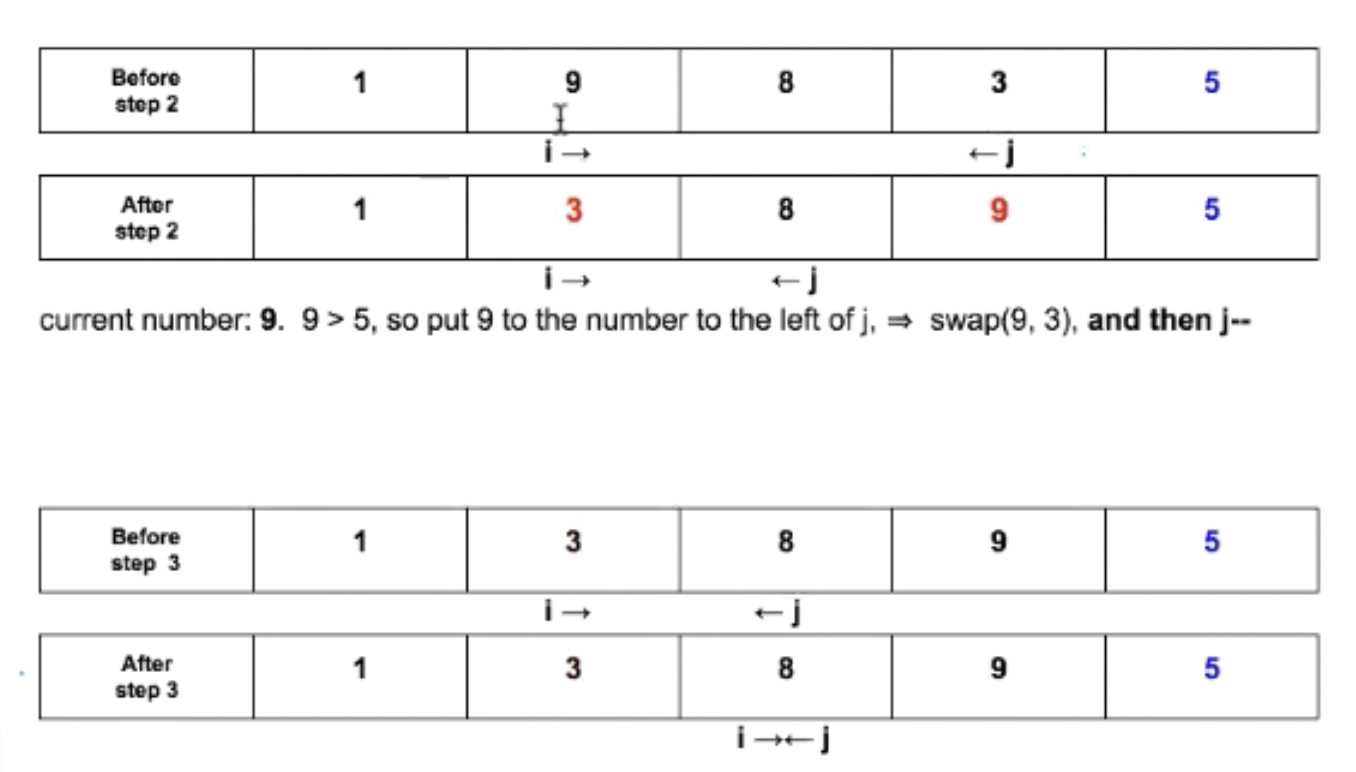 Before step 2 1 9 8 3 5
i → ← j
After step 2 1 3 8 9 5
i → ← j
current number: 9. 9 > 5, so put 9 to the number to the left of j, ⇒ swap(9, 3), and then j--
Before step 3 1 3 8 9 5
i → ← j
After step 3 1 3 8 9 5
i →← j